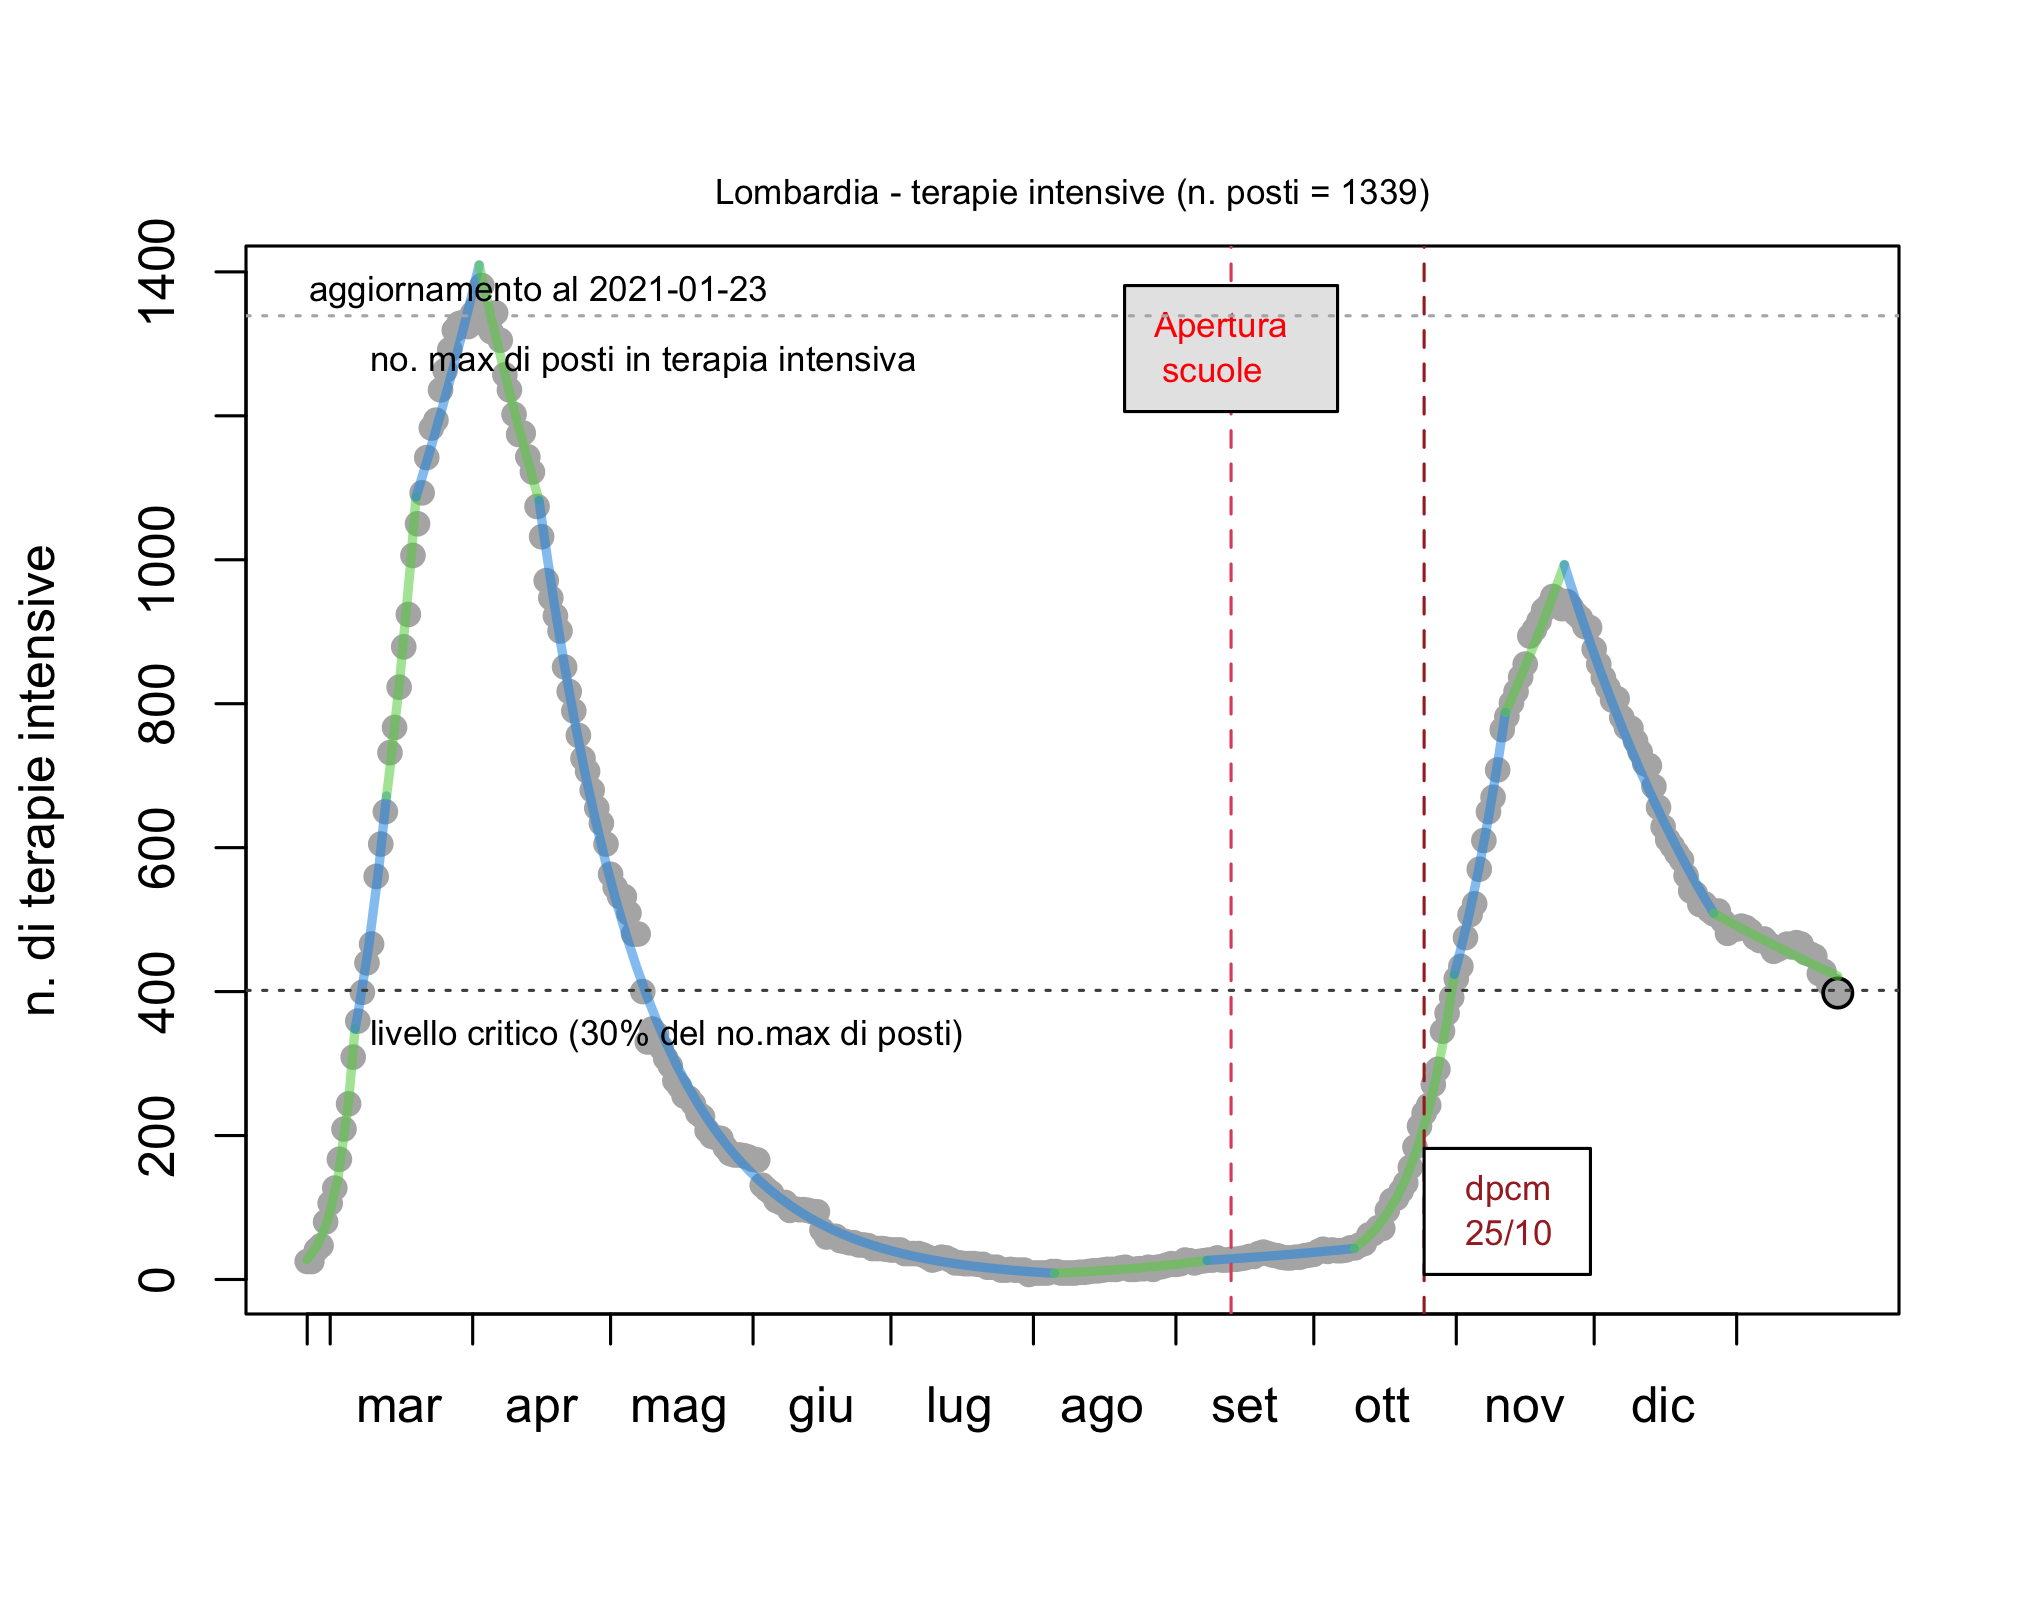 Lombardia - terapie intensive (n. posti = 1339)
aggiornamento al 2021-01-23
no. max di posti in terapia intensiva
Apertura
scuole
livello critico (30% del no.max di posti)
dpcm
25/10
n. di terapie intensive
1400
1000
800
600
400
200
0
mar apr mag giu lug ago set ott nov dic